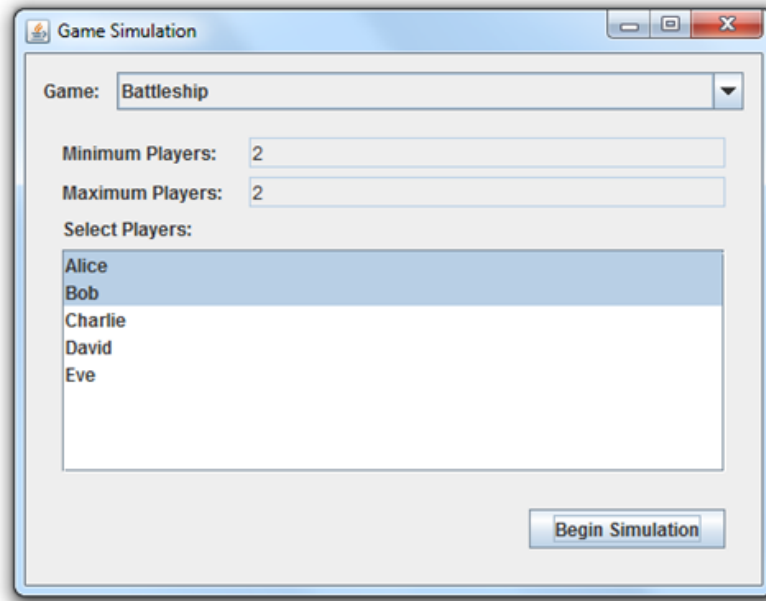 Game Simulation
Game: Battleship
Minimum Players: 2
Maximum Players: 2
Select Players:
Alice
Bob
Charlie
David
Eve
Begin Simulation